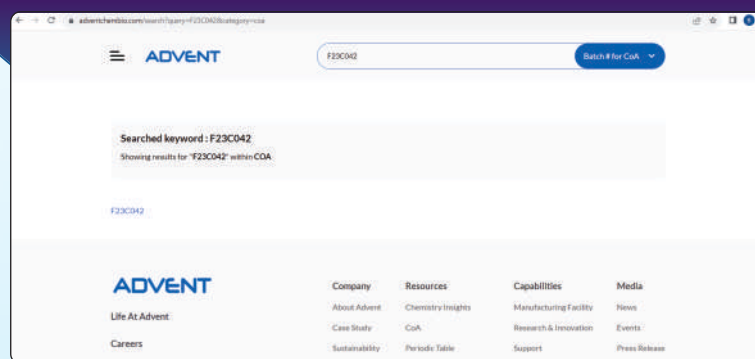 adventchembio.com/search?query=F23C042&category=coa
ADVENT
F23C042
Batch # for CoA
Searched keyword : F23C042
Showing results for "F23C042" within COA
F23C042
ADVENT
Life At Advent
Careers
Company
About Advent
Case Study
Sustainability
Resources
Chemistry Insights
CoA
Periodic Table
Capabilities
Manufacturing Facility
Research & Innovation
Support
Media
News
Events
Press Release